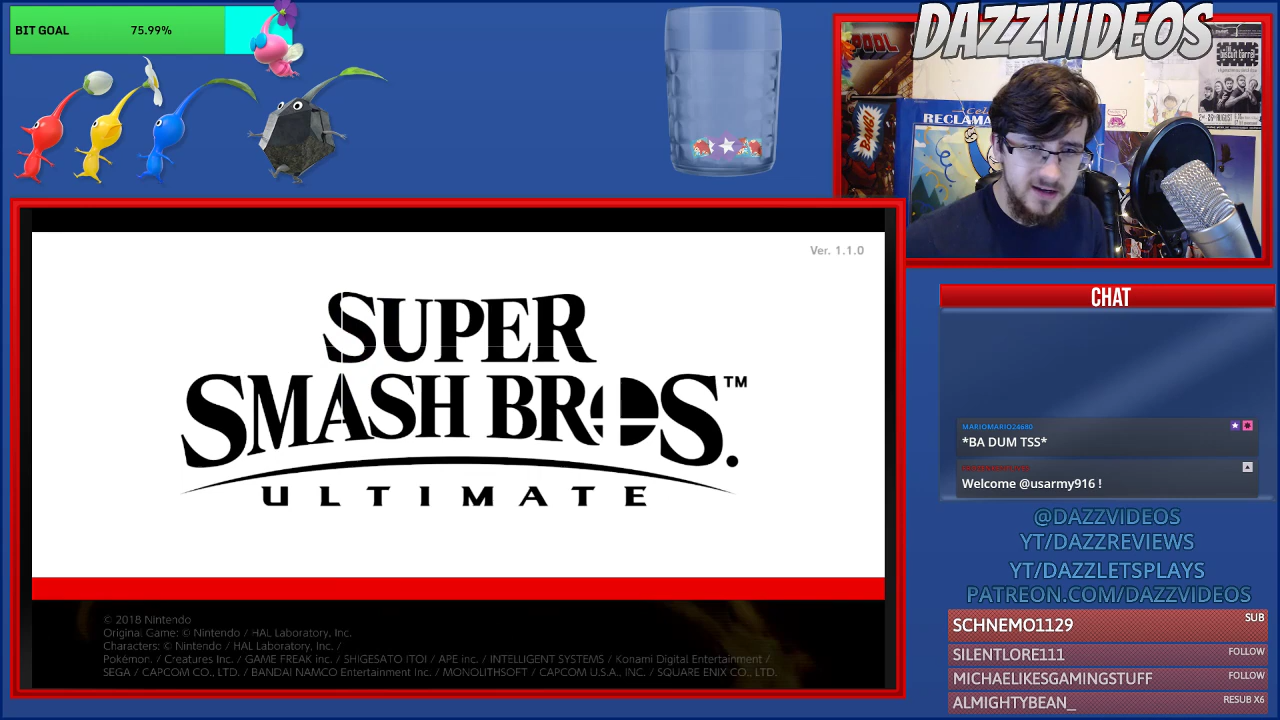 BIT GOAL 75.99%
DAZZVIDEOS
POOL
RECLAMA
Ver. 1.1.0
SUPER
SMASH BROS.™
ULTIMATE
© 2018 Nintendo
Original Game: © Nintendo / HAL Laboratory, Inc.
Characters: © Nintendo / HAL Laboratory, Inc. /
Pokémon. / Creatures Inc. / GAME FREAK inc. / SHIGESATO ITOI / APE inc. / INTELLIGENT SYSTEMS / Konami Digital Entertainment /
SEGA / CAPCOM CO., LTD. / BANDAI NAMCO Entertainment Inc. / MONOLITHSOFT / CAPCOM U.S.A., INC. / SQUARE ENIX CO., LTD.
CHAT
MARIOMARIO24680
*BA DUM TSS*
Welcome @usarmy916 !
@DAZZVIDEOS
YT/DAZZREVIEWS
YT/DAZZLETSPLAYS
PATREON.COM/DAZZVIDEOS
SCHNEMO1129 SUB
SILENTLORE111 FOLLOW
MICHAELIKESGAMINGSTUFF FOLLOW
ALMIGHTYBEAN_ RESUB X6